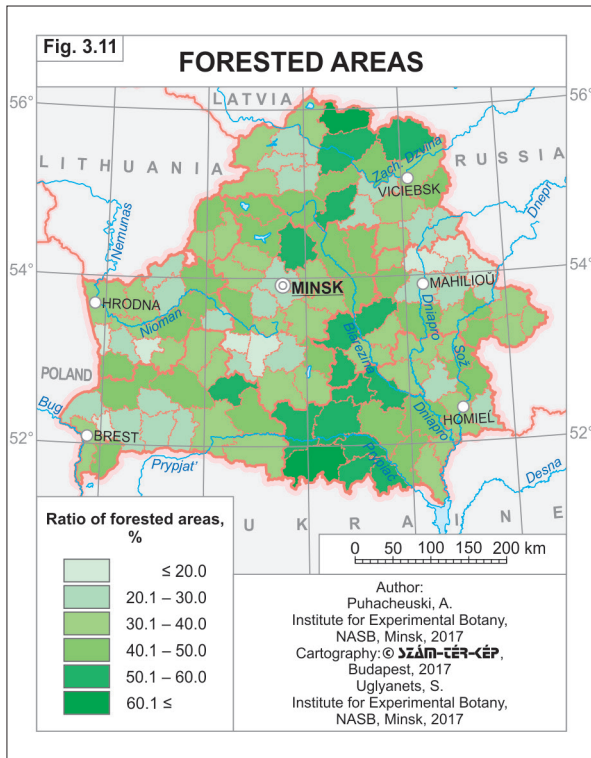 Fig. 3.11
FORESTED AREAS
56°
56°
LATVIA
LITHUANIA
RUSSIA
Zach. Dzvina
VICIEBSK
Dnepr
Nemunas
54°
54°
MINSK
MAHILIOŬ
HRODNA
Nioman
Biarezina
Dniapro
Sož
POLAND
Bug
BREST
HOMIEĹ
52°
52°
Dniapro
Prypjat'
Prypiać
Desna
UKRAINE
Ratio of forested areas,
%
≤ 20.0
20.1 – 30.0
30.1 – 40.0
40.1 – 50.0
50.1 – 60.0
60.1 ≤
0 50 100 150 200 km
Author:
Puhacheuski, A.
Institute for Experimental Botany,
NASB, Minsk, 2017
Cartography: © SZÁM-TÉR-KÉP,
Budapest, 2017
Uglyanets, S.
Institute for Experimental Botany,
NASB, Minsk, 2017